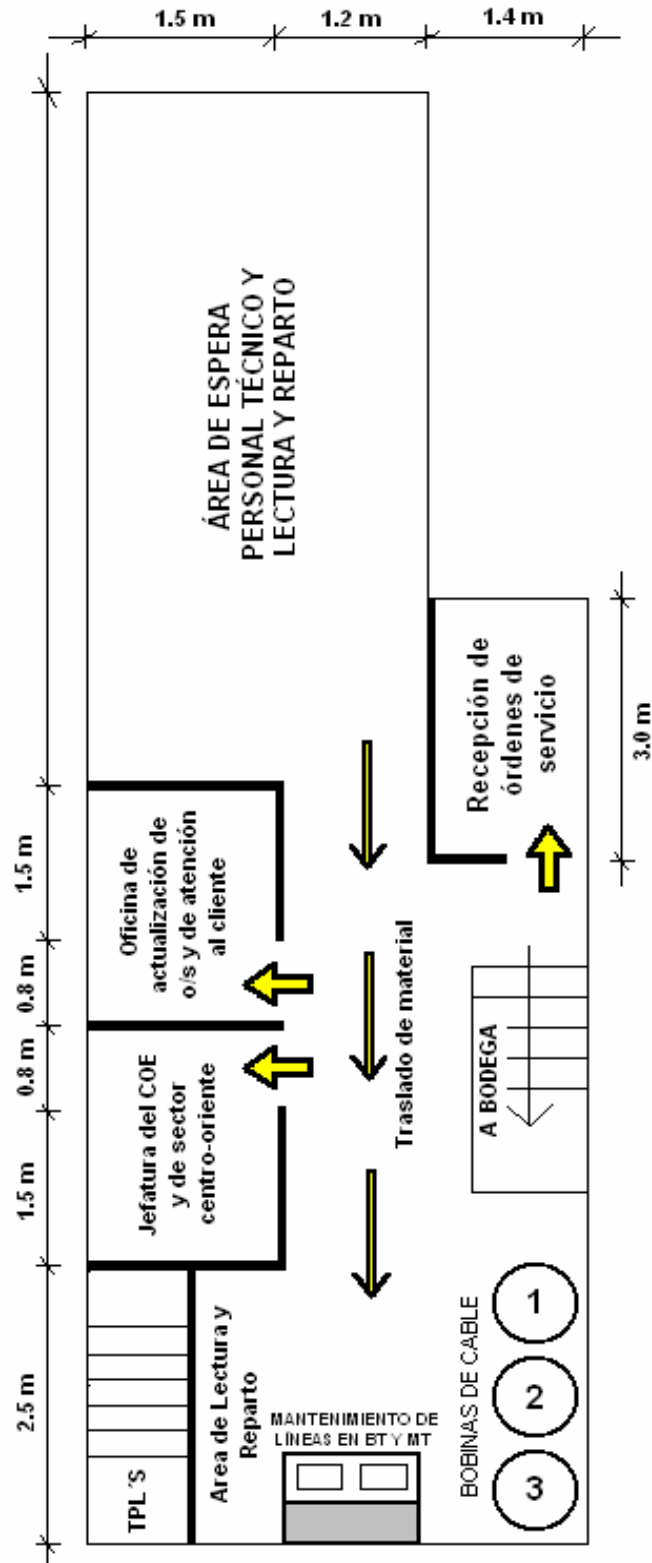 1.5 m
1.2 m
1.4 m
ÁREA DE ESPERA
PERSONAL TÉCNICO Y
LECTURA Y REPARTO
Recepción de
órdenes de
servicio
3.0 m
1.5 m
0.8 m
0.8 m
1.5 m
2.5 m
Oficina de
actualización de
o/s y de atención
al cliente
Jefatura del COE
y de sector
centro-oriente
Traslado de material
A BODEGA
TPL´S
Area de Lectura y
Reparto
MANTENIMIENTO DE
LÍNEAS EN BT Y MT
BOBINAS DE CABLE
1
2
3